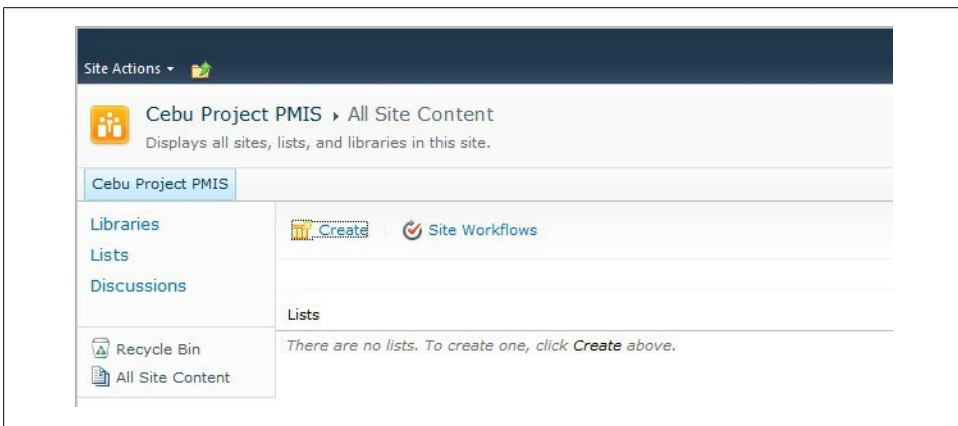 Site Actions
Cebu Project PMIS ▸ All Site Content
Displays all sites, lists, and libraries in this site.
Cebu Project PMIS
Libraries
Lists
Discussions
Recycle Bin
All Site Content
Create
Site Workflows
Lists
There are no lists. To create one, click Create above.